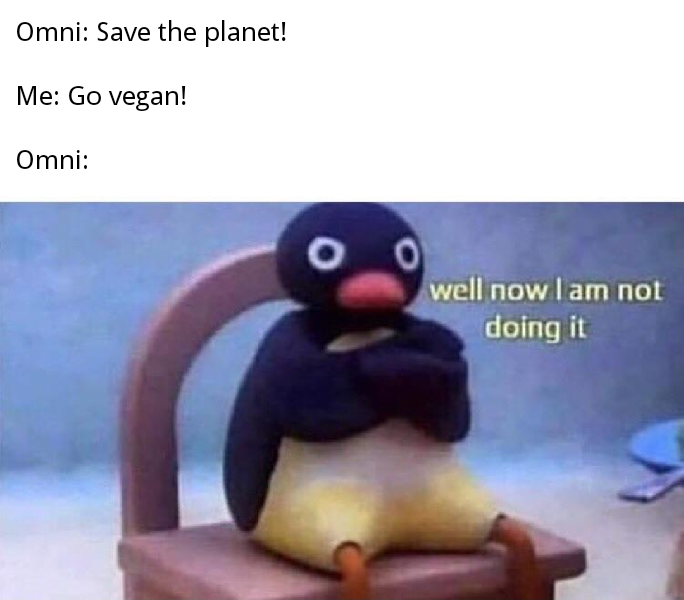 Omni: Save the planet!
Me: Go vegan!
Omni:
well now I am not
doing it